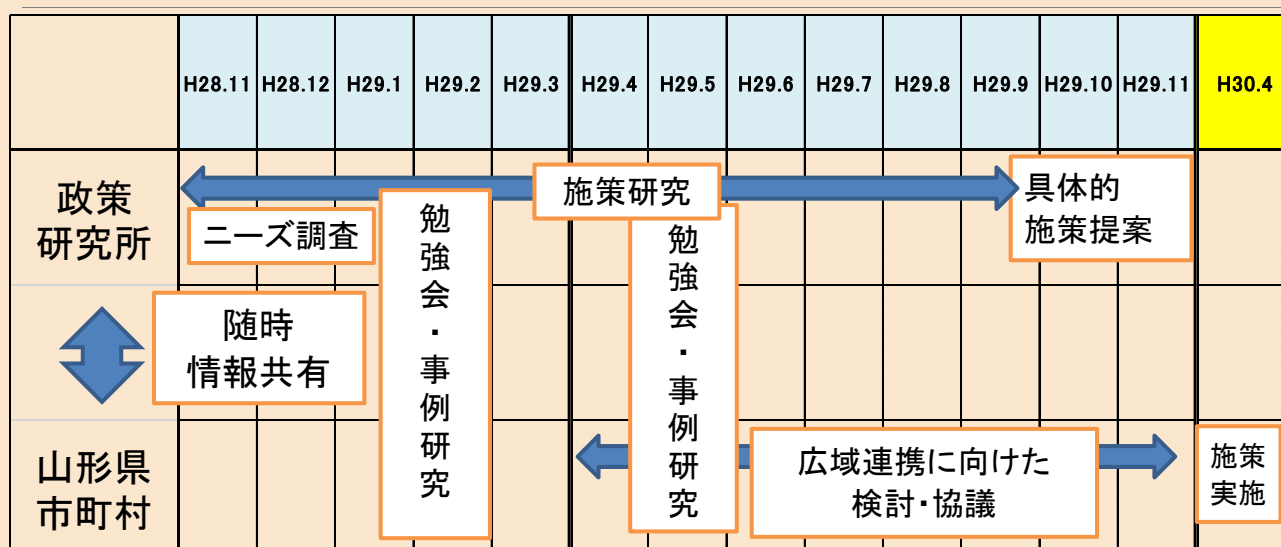 H28.11 H28.12 H29.1 H29.2 H29.3 H29.4 H29.5 H29.6 H29.7 H29.8 H29.9 H29.10 H29.11 H30.4
政策
研究所
施策研究
ニーズ調査
勉強会・事例研究
勉強会・事例研究
具体的
施策提案
随時
情報共有
山形県
市町村
広域連携に向けた
検討・協議
施策
実施